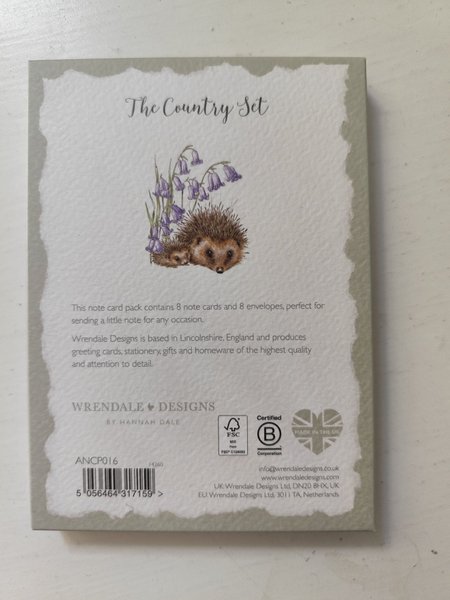 The Country Set
This note card pack contains 8 note cards and 8 envelopes, perfect for
sending a little note for any occasion.
Wrendale Designs is based in Lincolnshire, England and produces
greeting cards, stationery, gifts and homeware of the highest quality
and attention to detail.
WRENDALE DESIGNS
BY HANNAH DALE
FSC
MIX
Certified
B
Corporation
MADE IN THE UK
ANCP016
5 056464 317159 >
info@wrendaledesigns.co.uk
www.wrendaledesigns.com
UK: Wrendale Designs Ltd, DN20 8HX, UK
EU Wrendale Designs Ltd, 3011 TA, Netherlands